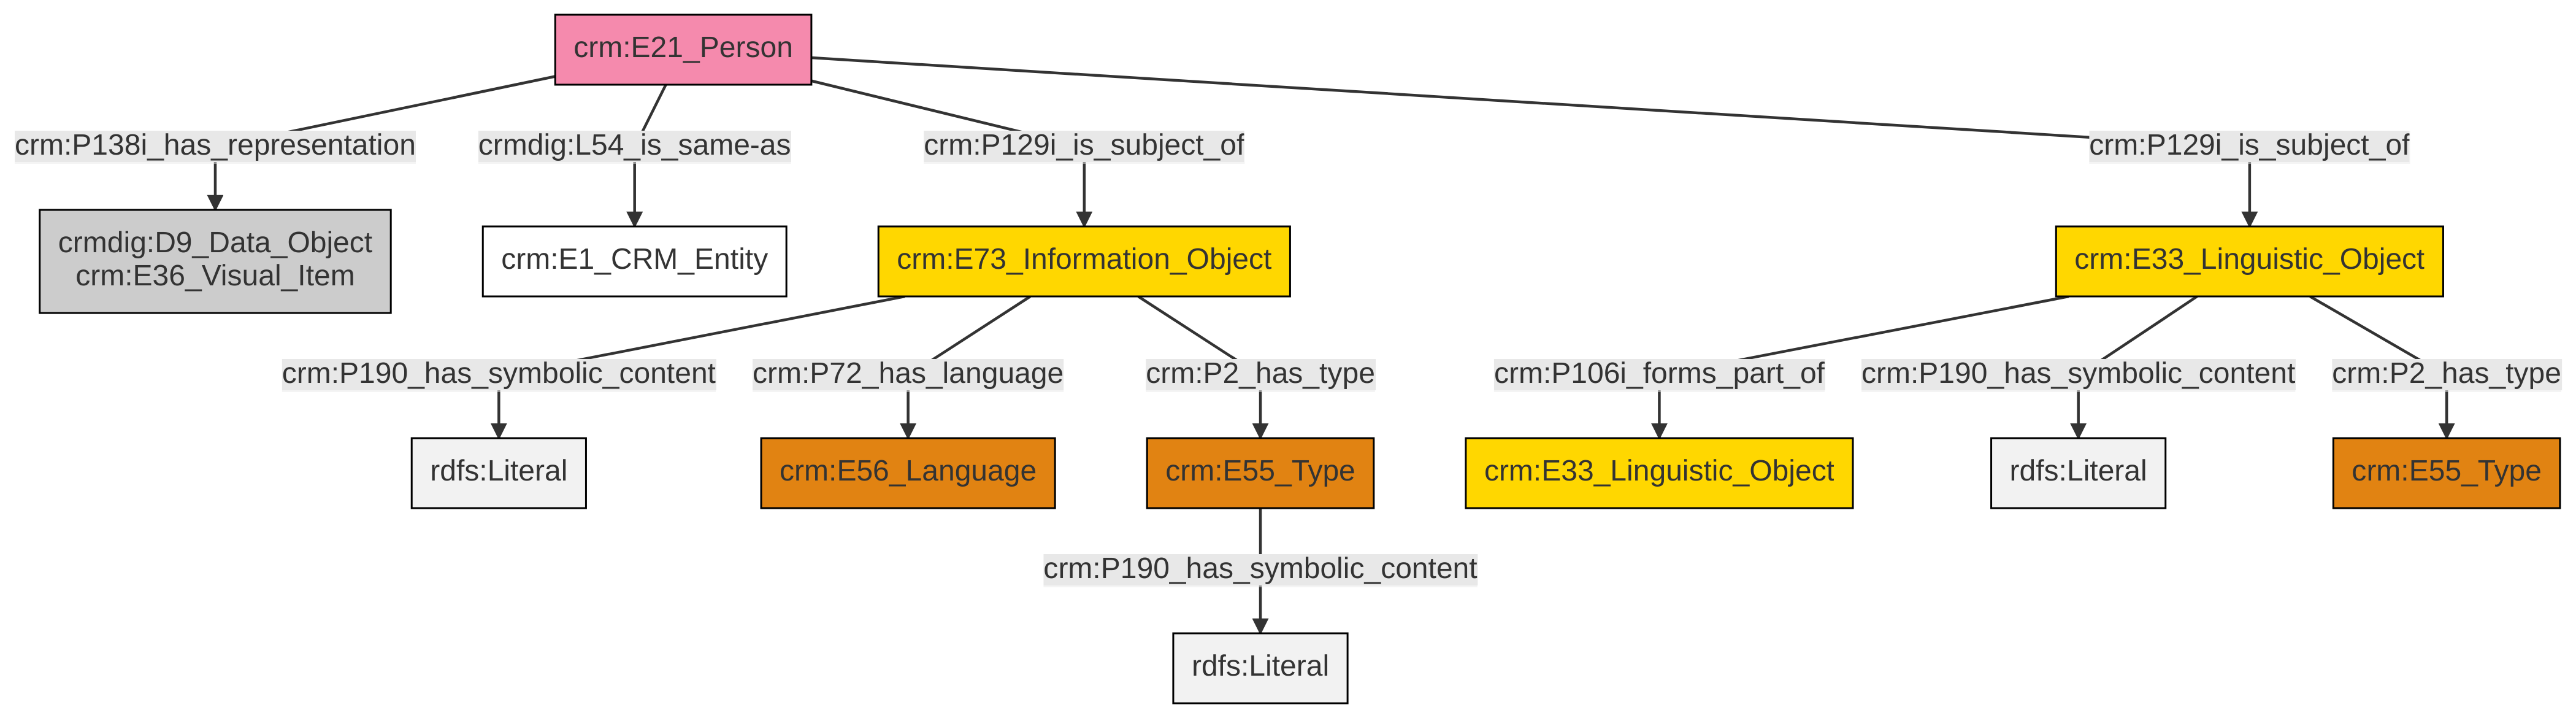 crm:E21_Person
crm:P138i_has_representation
crmdig:L54_is_same-as
crm:P129i_is_subject_of
crm:P129i_is_subject_of
crmdig:D9_Data_Object
crm:E36_Visual_Item
crm:E1_CRM_Entity
crm:E73_Information_Object
crm:E33_Linguistic_Object
crm:P190_has_symbolic_content
crm:P72_has_language
crm:P2_has_type
crm:P106i_forms_part_of
crm:P190_has_symbolic_content
crm:P2_has_type
rdfs:Literal
crm:E56_Language
crm:E55_Type
crm:E33_Linguistic_Object
rdfs:Literal
crm:E55_Type
crm:P190_has_symbolic_content
rdfs:Literal